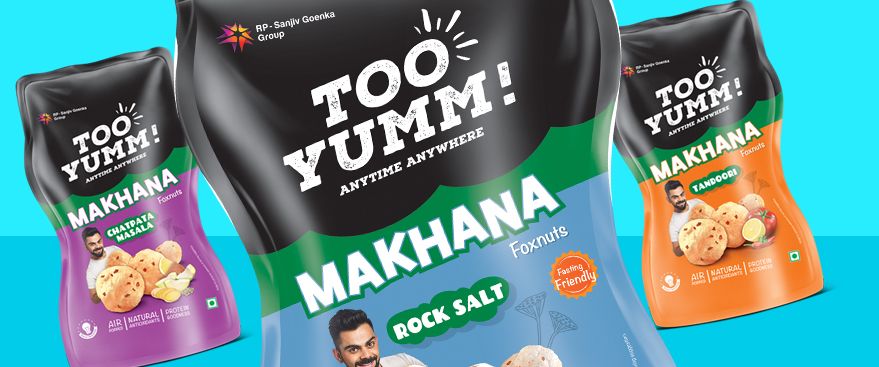 RP-Sanjiv Goenka
Group
TOO
YUMM!
ANYTIME ANYWHERE
MAKHANA
Foxnuts
CHATPATA
MASALA
AIR
POPPED
NATURAL
ANTIOXIDANTS
PROTEIN
GOODNESS
RP-Sanjiv Goenka
Group
TOO
YUMM!
ANYTIME ANYWHERE
MAKHANA
Foxnuts
Fasting
Friendly
ROCK SALT
RP-Sanjiv Goenka
Group
TOO
YUMM!
ANYTIME ANYWHERE
MAKHANA
Foxnuts
TANDOORI
AIR
POPPED
NATURAL
ANTIOXIDANTS
PROTEIN
GOODNESS